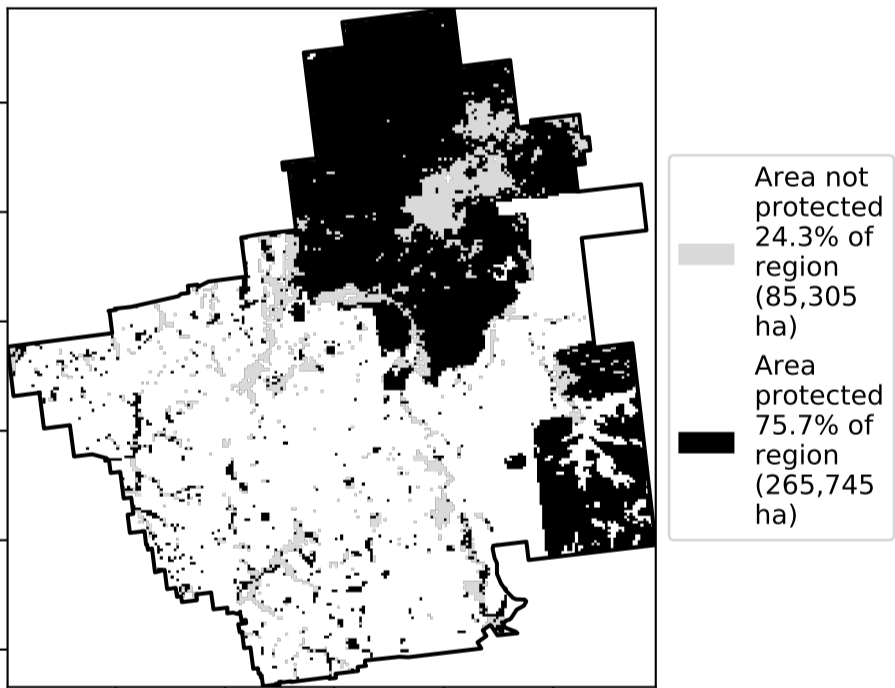 Area not
protected
24.3% of
region
(85,305
ha)
Area
protected
75.7% of
region
(265,745
ha)